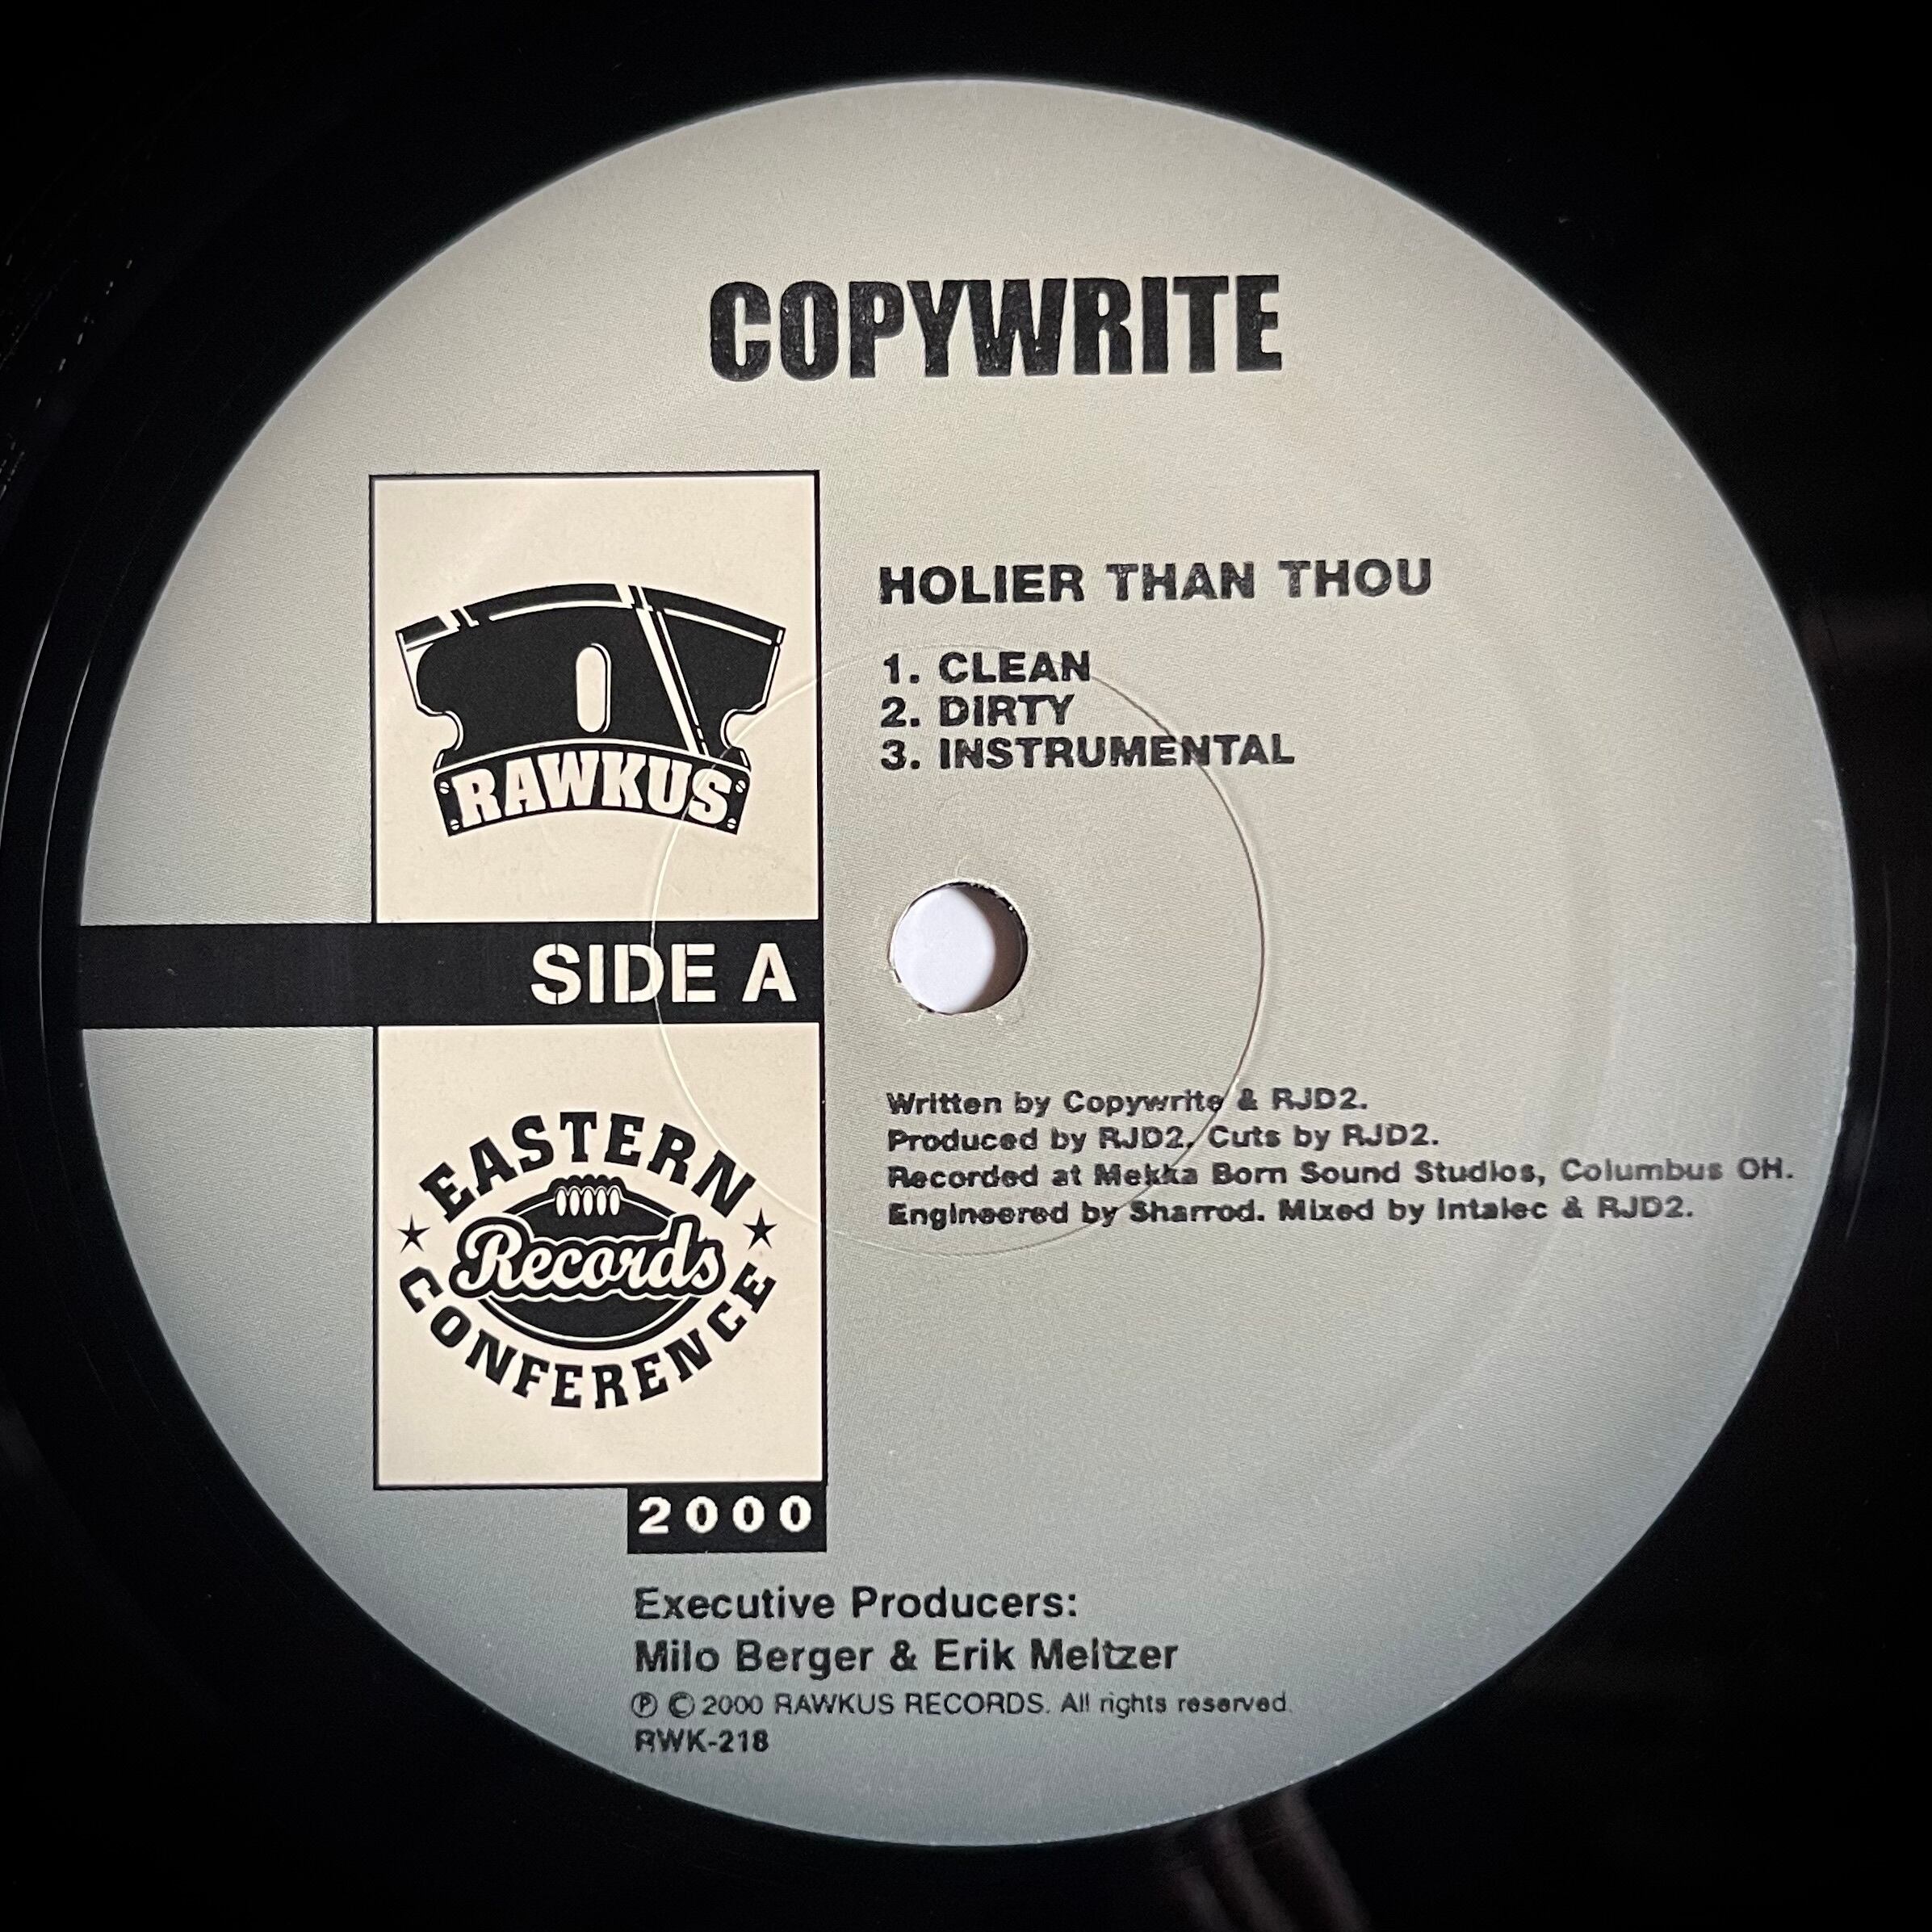 COPYWRITE
RAWKUS
HOLIER THAN THOU
1. CLEAN
2. DIRTY
3. INSTRUMENTAL
SIDE A
EASTERN
Records
CONFERENCE
Written by Copywrite & RJD2.
Produced by RJD2, Cuts by RJD2.
Recorded at Mekka Born Sound Studios, Columbus OH.
Engineered by Sharrod. Mixed by Intalec & RJD2.
2000
Executive Producers:
Milo Berger & Erik Meltzer
Ⓟ © 2000 RAWKUS RECORDS. All rights reserved.
RWK-218